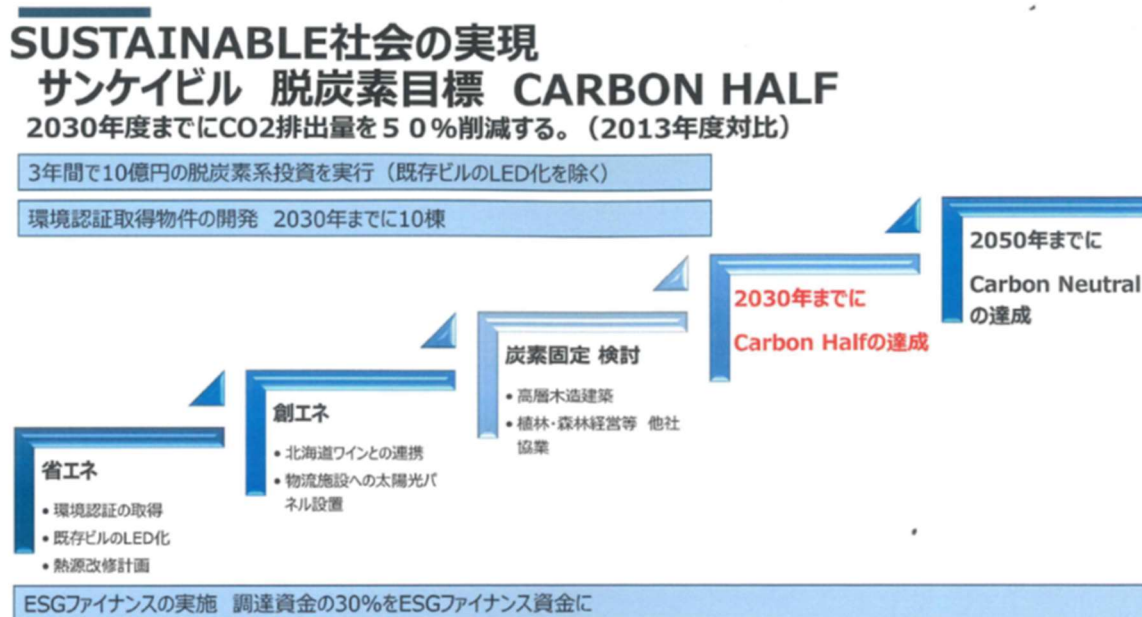 SUSTAINABLE社会の実現
サンケイビル 脱炭素目標 CARBON HALF
2030年度までにCO2排出量を５０%削減する。（2013年度対比）
3年間で10億円の脱炭素系投資を実行（既存ビルのLED化を除く）
環境認証取得物件の開発 2030年までに10棟
省エネ
• 環境認証の取得
• 既存ビルのLED化
• 熱源改修計画
創エネ
• 北海道ワインとの連携
• 物流施設への太陽光パ
ネル設置
炭素固定 検討
• 高層木造建築
• 植林・森林経営等 他社
協業
2030年までに
Carbon Halfの達成
2050年までに
Carbon Neutral
の達成
ESGファイナンスの実施 調達資金の30%をESGファイナンス資金に